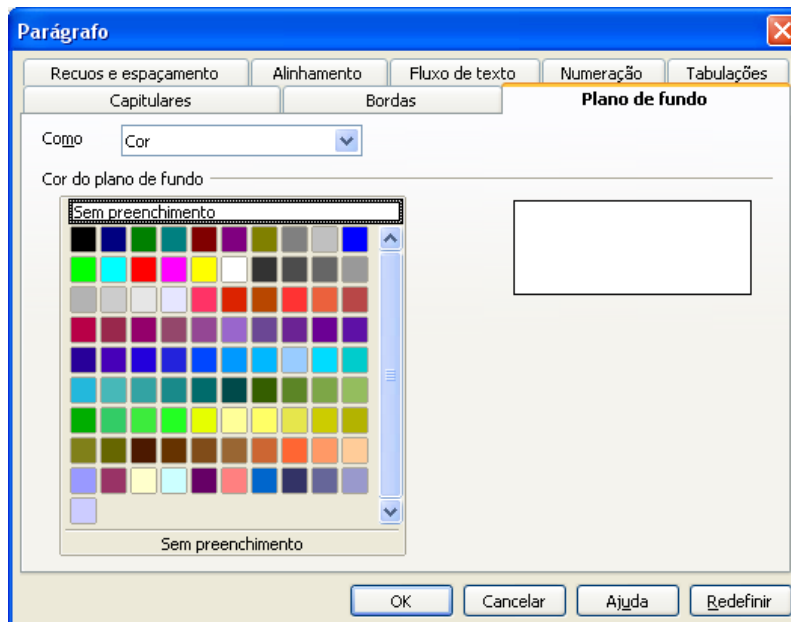 Parágrafo
Recuos e espaçamento Alinhamento Fluxo de texto Numeração Tabulações
Capitulares Bordas Plano de fundo
Como Cor
Cor do plano de fundo
Sem preenchimento
Sem preenchimento
OK Cancelar Ajuda Redefinir